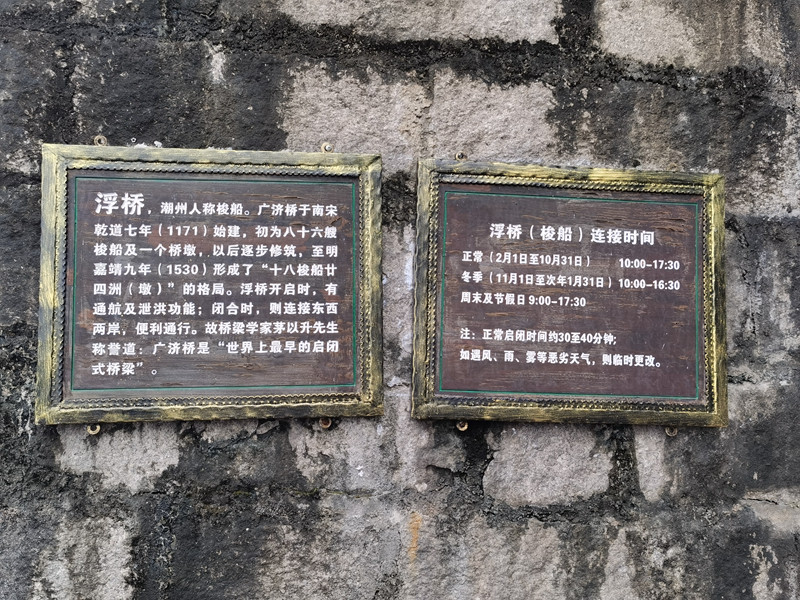 浮桥，潮州人称梭船。广济桥于南宋
乾道七年（1171）始建，初为八十六艘
梭船及一个桥墩，以后逐步修筑，至明
嘉靖九年（1530）形成了“十八梭船廿
四洲（墩）”的格局。浮桥开启时，有
通航及泄洪功能；闭合时，则连接东西
两岸，便利通行。故桥梁学家茅以升先生
称誉道：广济桥是“世界上最早的启闭
式桥梁”。
浮桥（梭船）连接时间
正常（2月1日至10月31日） 10:00-17:30
冬季（11月1日至次年1月31日）10:00-16:30
周末及节假日 9:00-17:30
注：正常启闭时间约30至40分钟；
如遇风、雨、雾等恶劣天气，则临时更改。